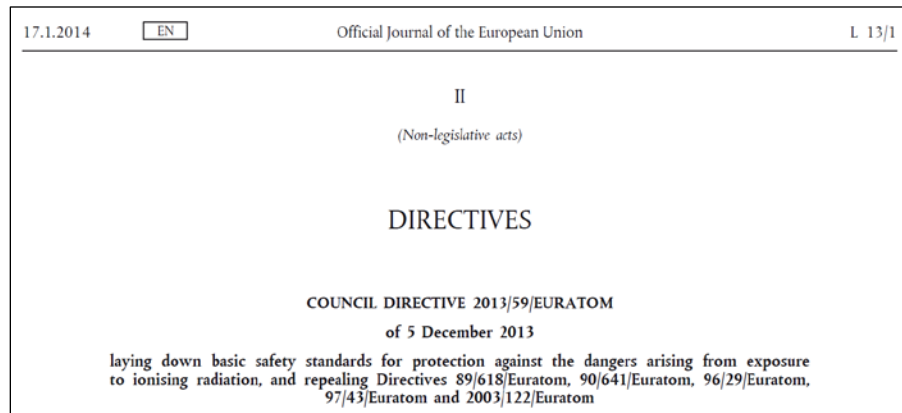 17.1.2014 EN Official Journal of the European Union L 13/1
II
(Non-legislative acts)
DIRECTIVES
COUNCIL DIRECTIVE 2013/59/EURATOM
of 5 December 2013
laying down basic safety standards for protection against the dangers arising from exposure
to ionising radiation, and repealing Directives 89/618/Euratom, 90/641/Euratom, 96/29/Euratom,
97/43/Euratom and 2003/122/Euratom